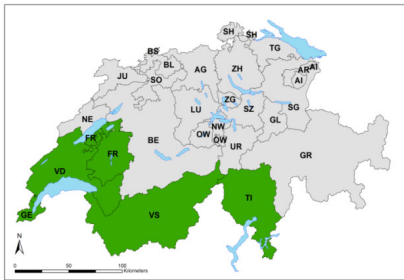 SH
SH
BS
TG
BL
JU
SO
AG
ZH
AR
AI
AI
LU
ZG
SZ
SG
NE
NW
GL
FR
BE
OW
OW
UR
FR
GR
VD
TI
GE
VS
N
0 50 100
Kilometers